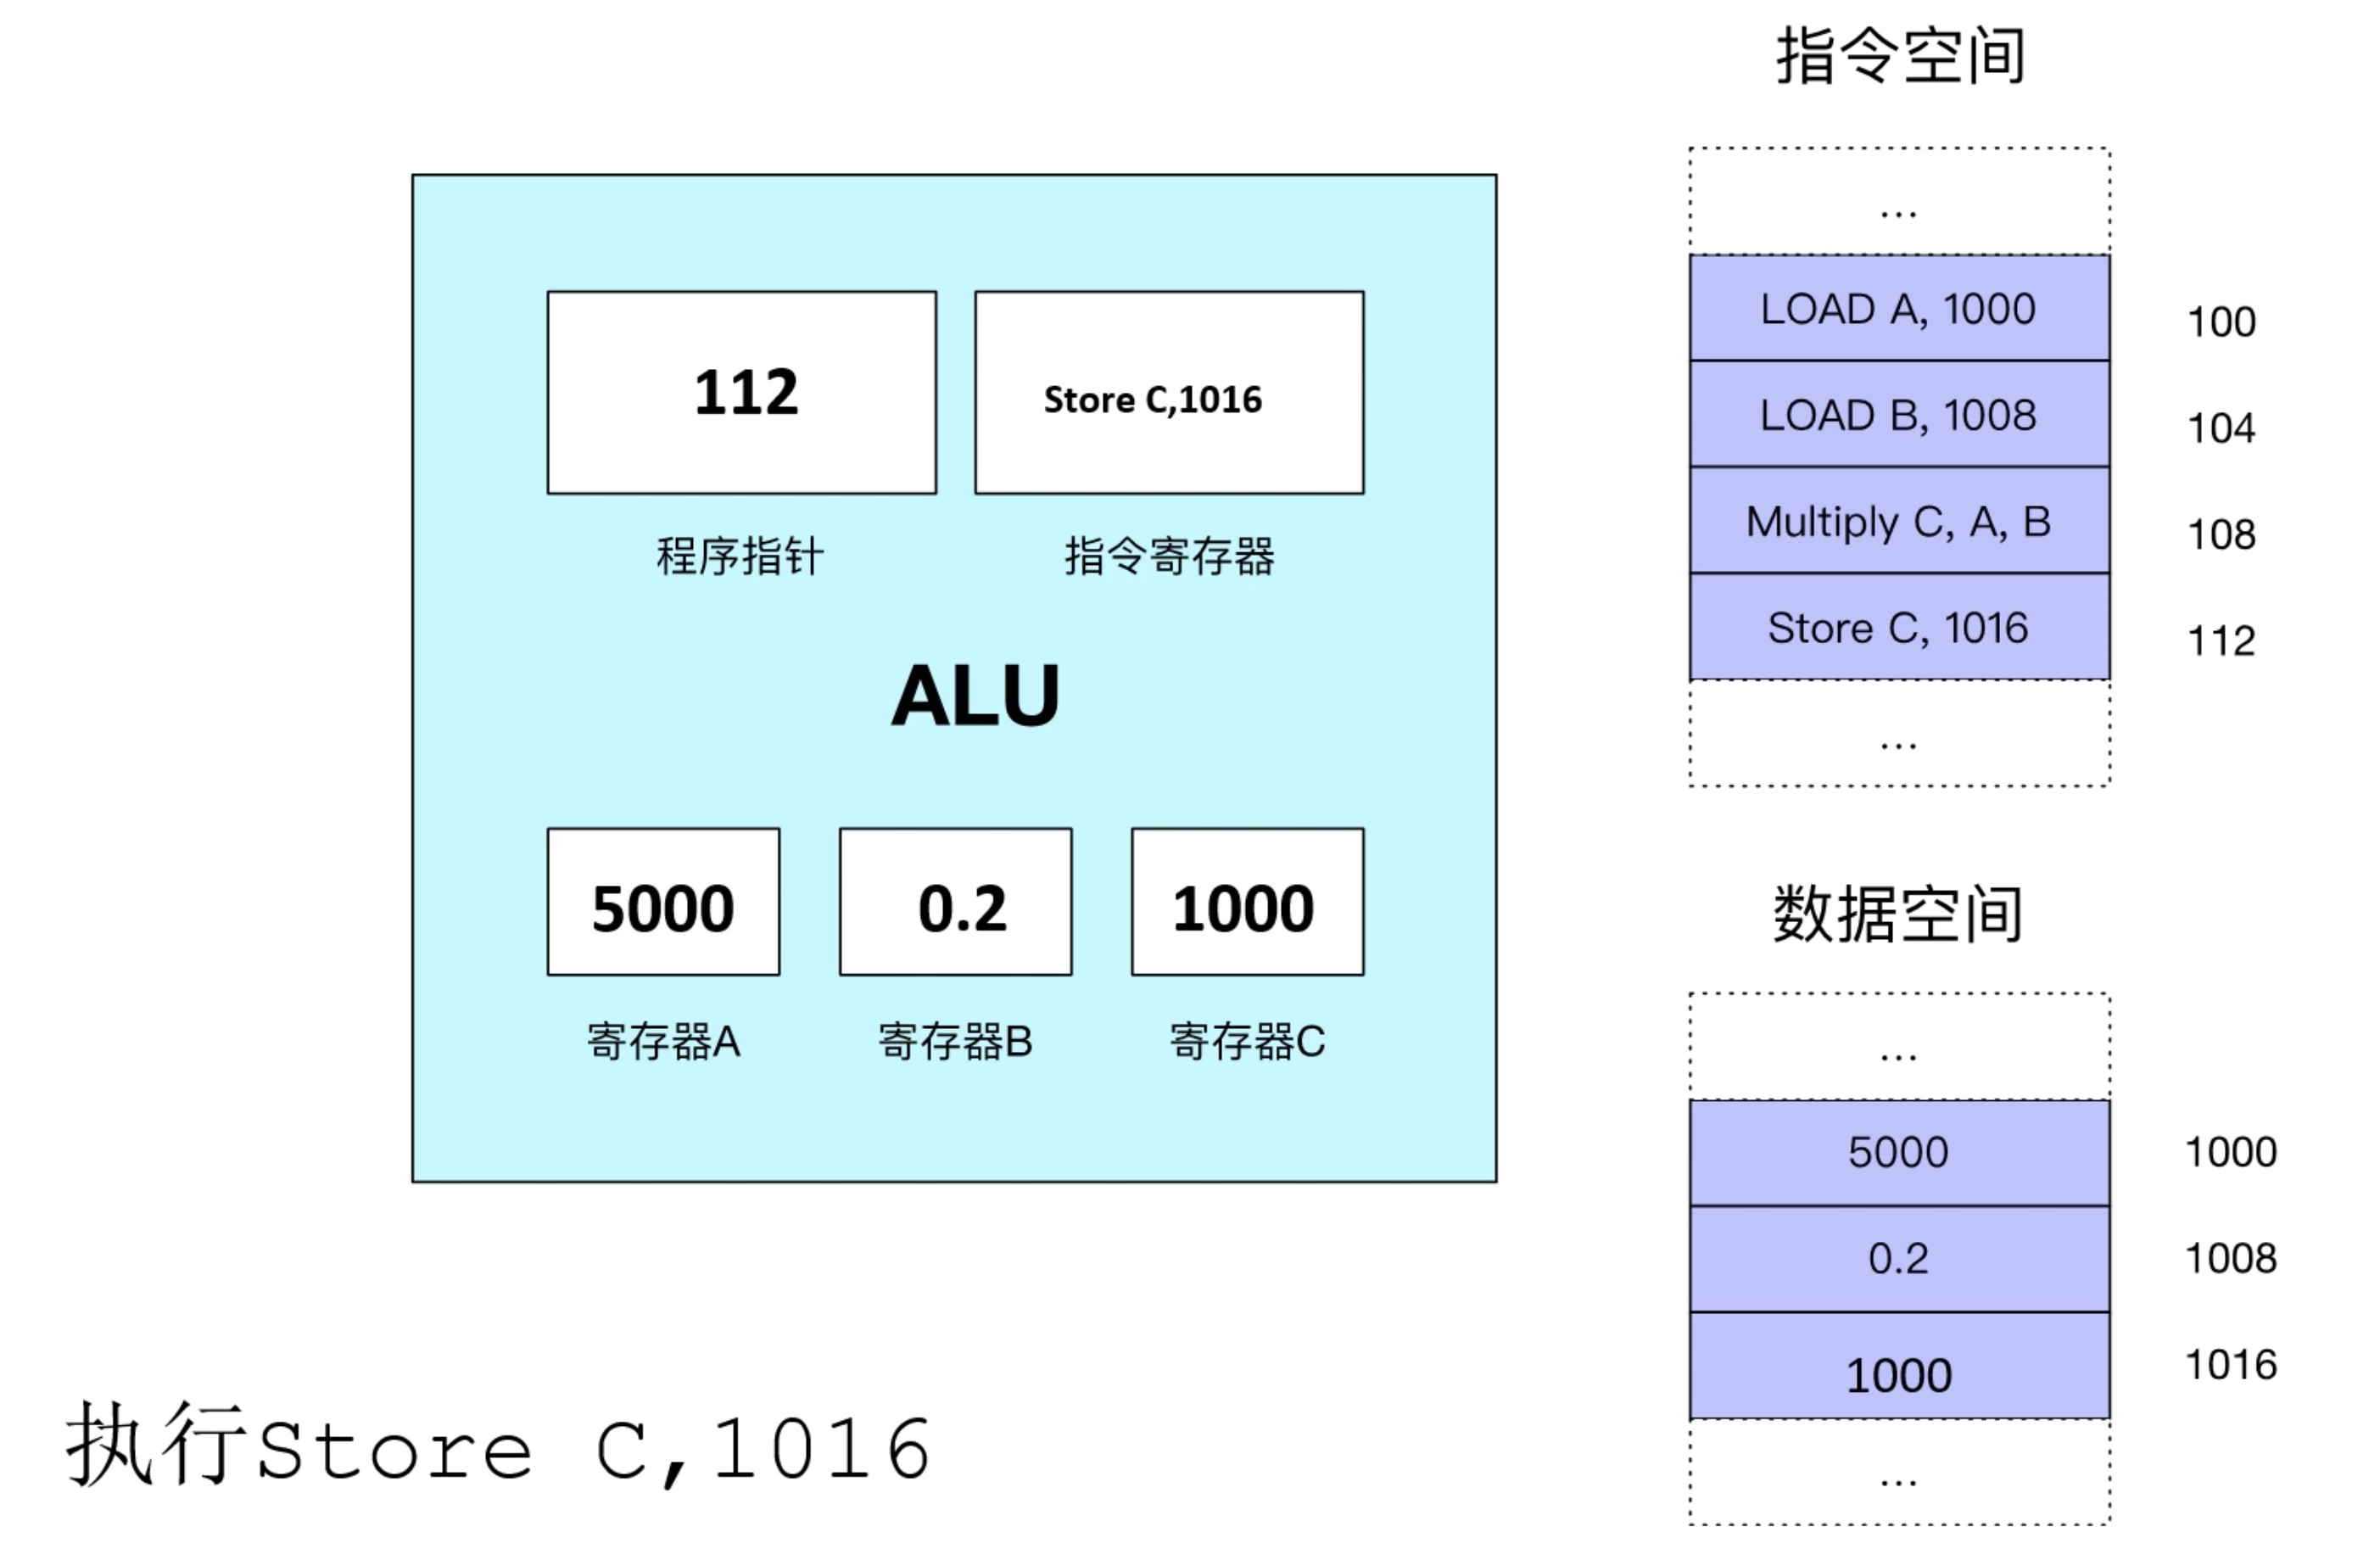 指令空间
...
LOAD A, 1000
100
LOAD B, 1008
104
Multiply C, A, B
108
Store C, 1016
112
...
112
Store C,1016
程序指针
指令寄存器
ALU
5000
0.2
1000
寄存器A
寄存器B
寄存器C
数据空间
...
5000
1000
0.2
1008
1000
1016
...
执行Store C,1016